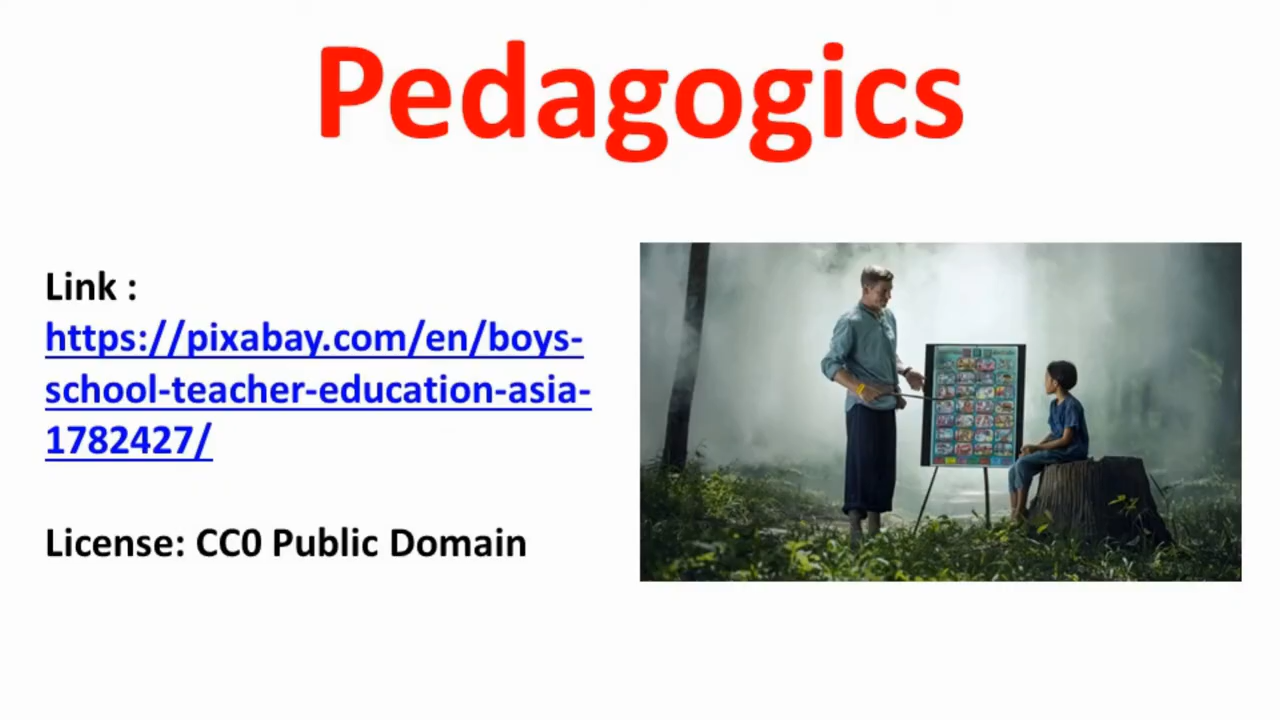 Pedagogics
Link :
https://pixabay.com/en/boys-
school-teacher-education-asia-
1782427/
License: CC0 Public Domain